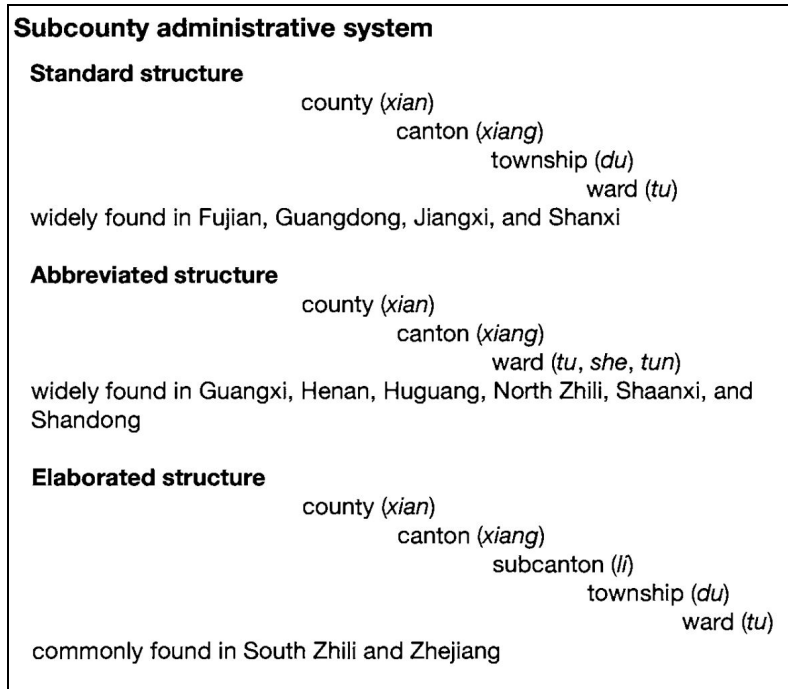 Subcounty administrative system
Standard structure
county (xian)
canton (xiang)
township (du)
ward (tu)
widely found in Fujian, Guangdong, Jiangxi, and Shanxi
Abbreviated structure
county (xian)
canton (xiang)
ward (tu, she, tun)
widely found in Guangxi, Henan, Huguang, North Zhili, Shaanxi, and
Shandong
Elaborated structure
county (xian)
canton (xiang)
subcanton (li)
township (du)
ward (tu)
commonly found in South Zhili and Zhejiang